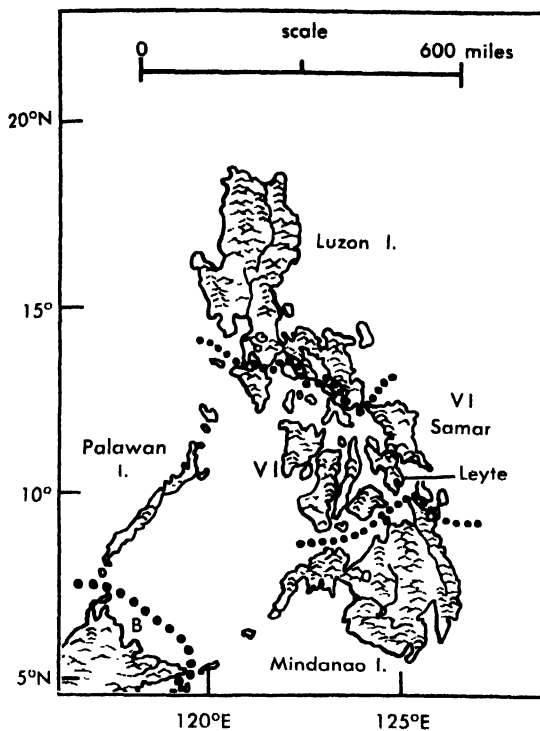 scale
0 600 miles
20°N
Luzon I.
15°
VI
Samar
Palawan
I.
VI
Leyte
10°
B
Mindanao I.
5°N
120°E 125°E